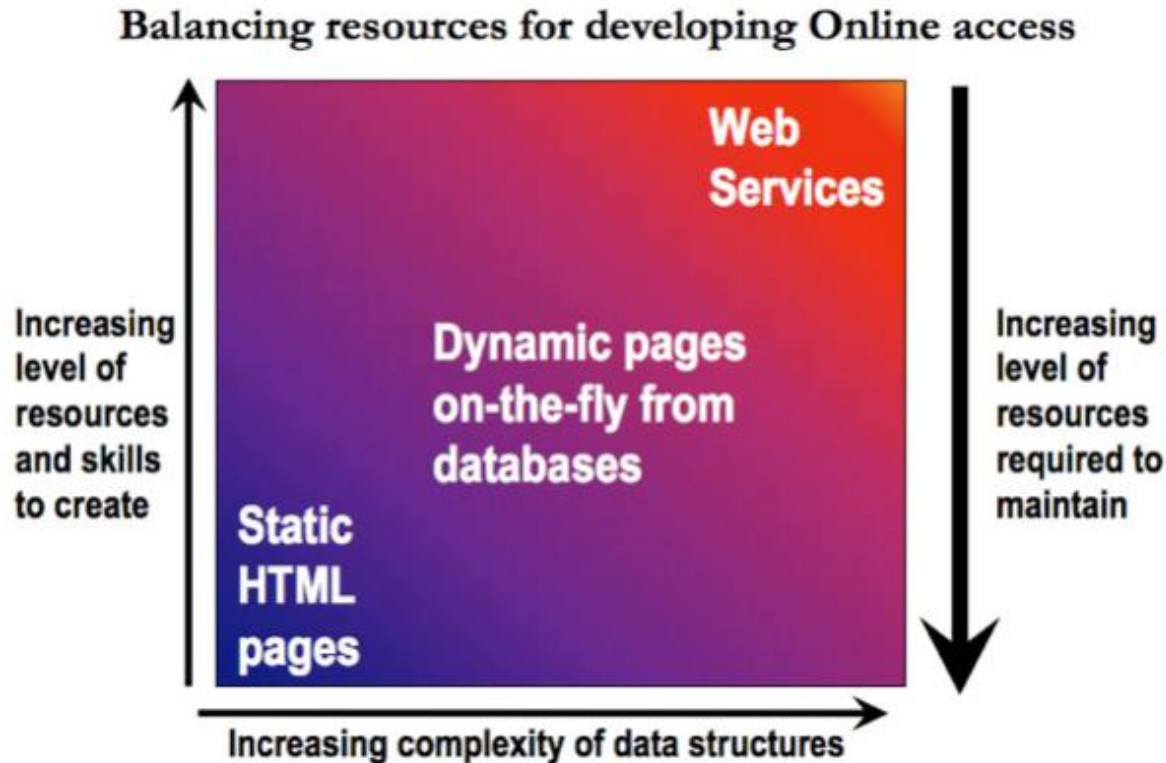 Balancing resources for developing Online access
Web
Services
Increasing
level of
resources
and skills
to create
Dynamic pages
on-the-fly from
databases
Increasing
level of
resources
required to
maintain
Static
HTML
pages
Increasing complexity of data structures